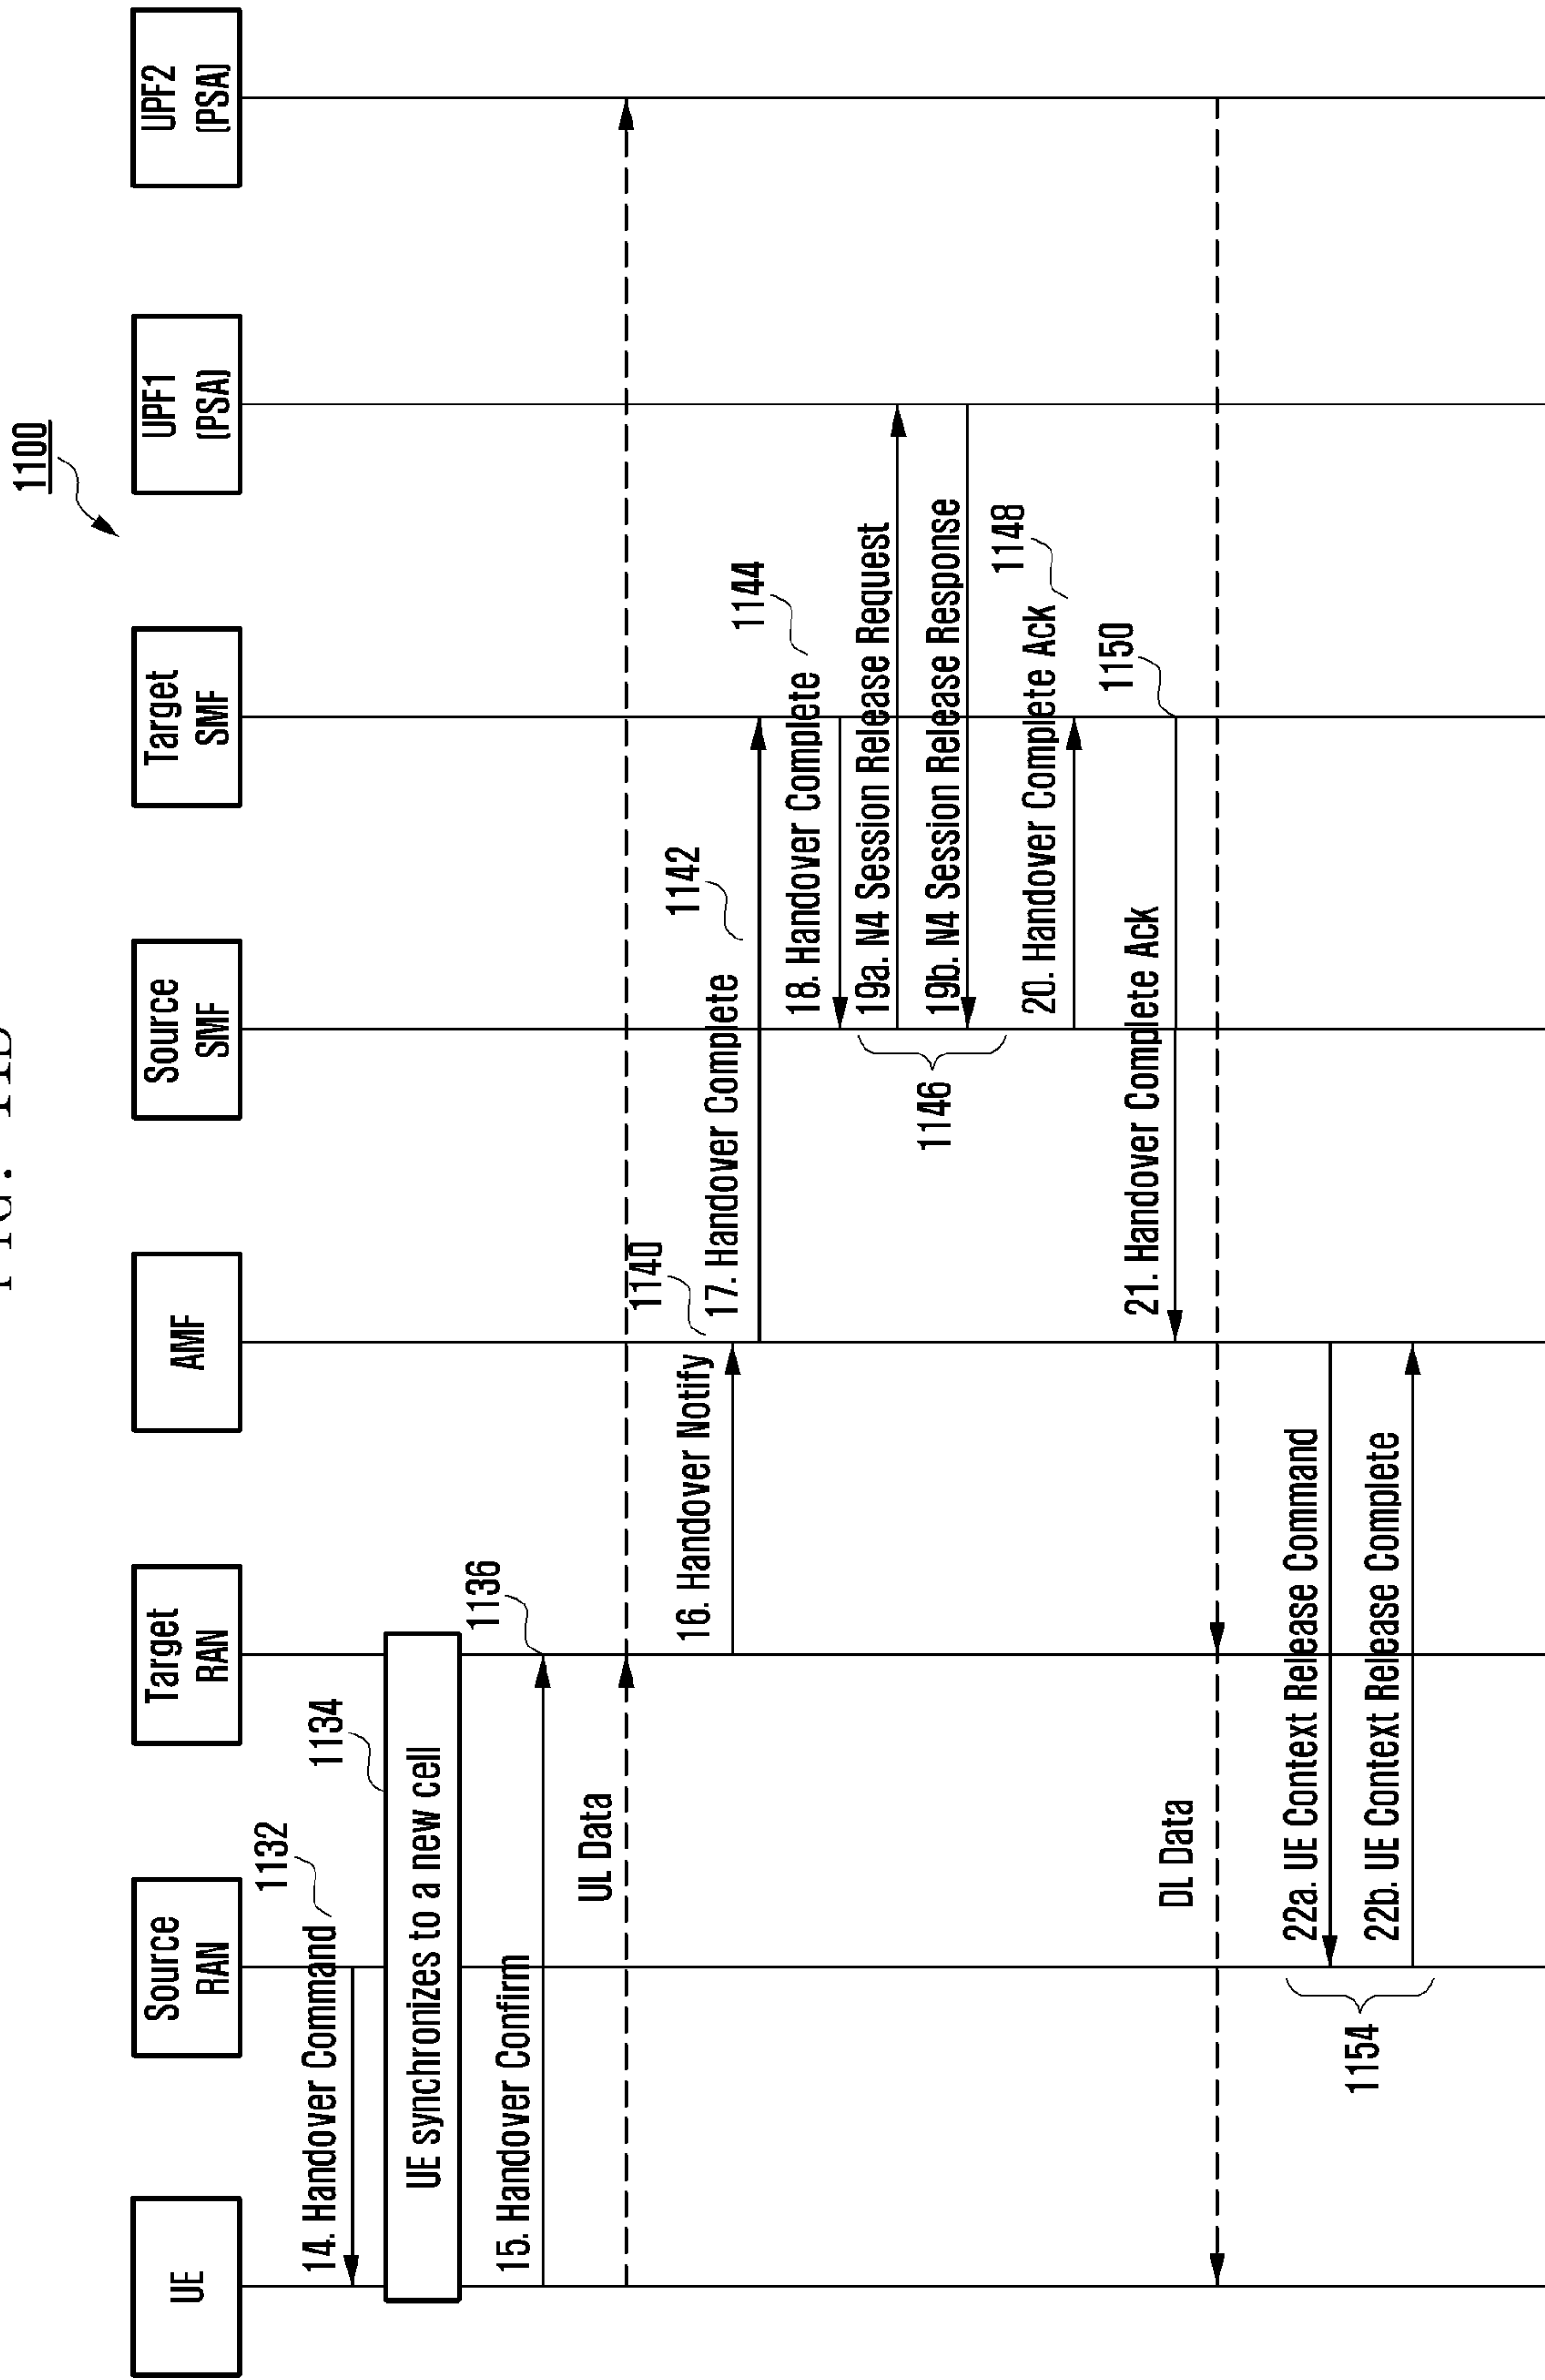 FIG. 11B
1100
UE
Source
RAN
Target
RAN
AMF
Source
SMF
Target
SMF
UPF1
(PSA)
UPF2
(PSA)
14. Handover Command
1132
UE synchronizes to a new cell
1134
15. Handover Confirm
1136
UL Data
16. Handover Notify
1140
17. Handover Complete
1142
18. Handover Complete
1144
19a. N4 Session Release Request
19b. N4 Session Release Response
1146
20. Handover Complete Ack
1148
21. Handover Complete Ack
1150
DL Data
22a. UE Context Release Command
22b. UE Context Release Complete
1154